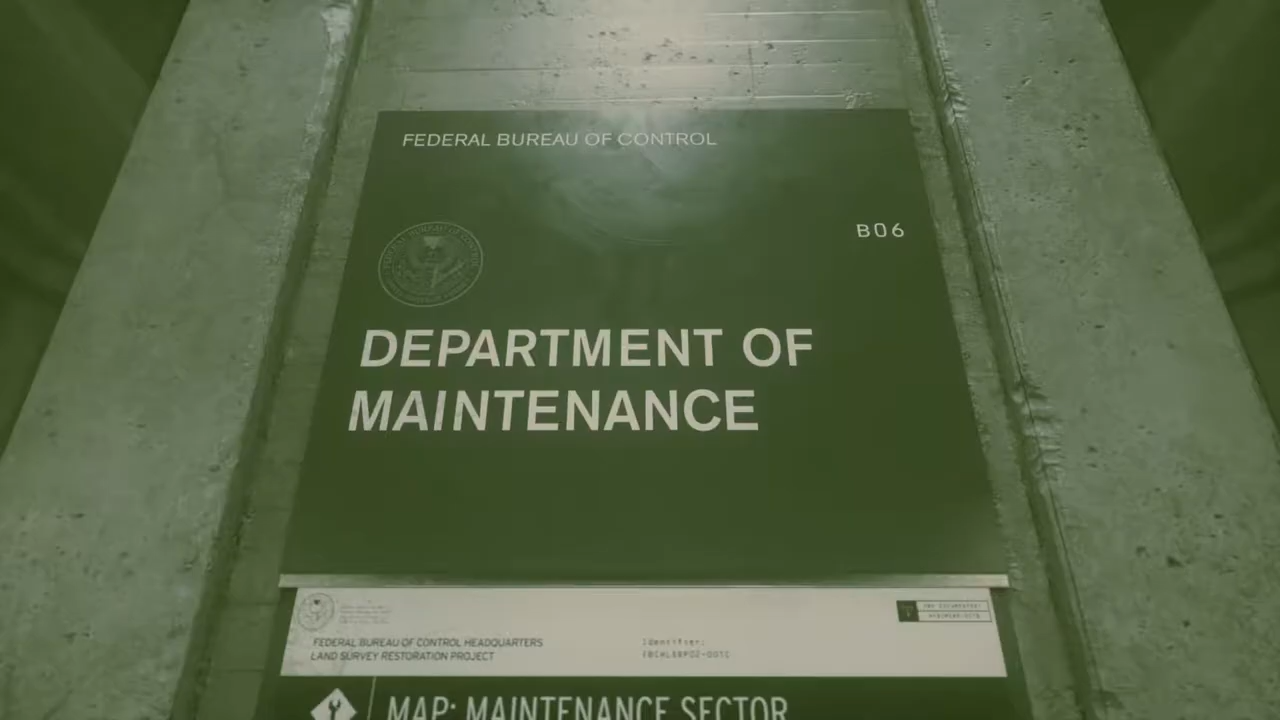 FEDERAL BUREAU OF CONTROL
B06
DEPARTMENT OF
MAINTENANCE
FEDERAL BUREAU OF CONTROL HEADQUARTERS
LAND SURVEY RESTORATION PROJECT
Identifier:
MAP: MAINTENANCE SECTOR